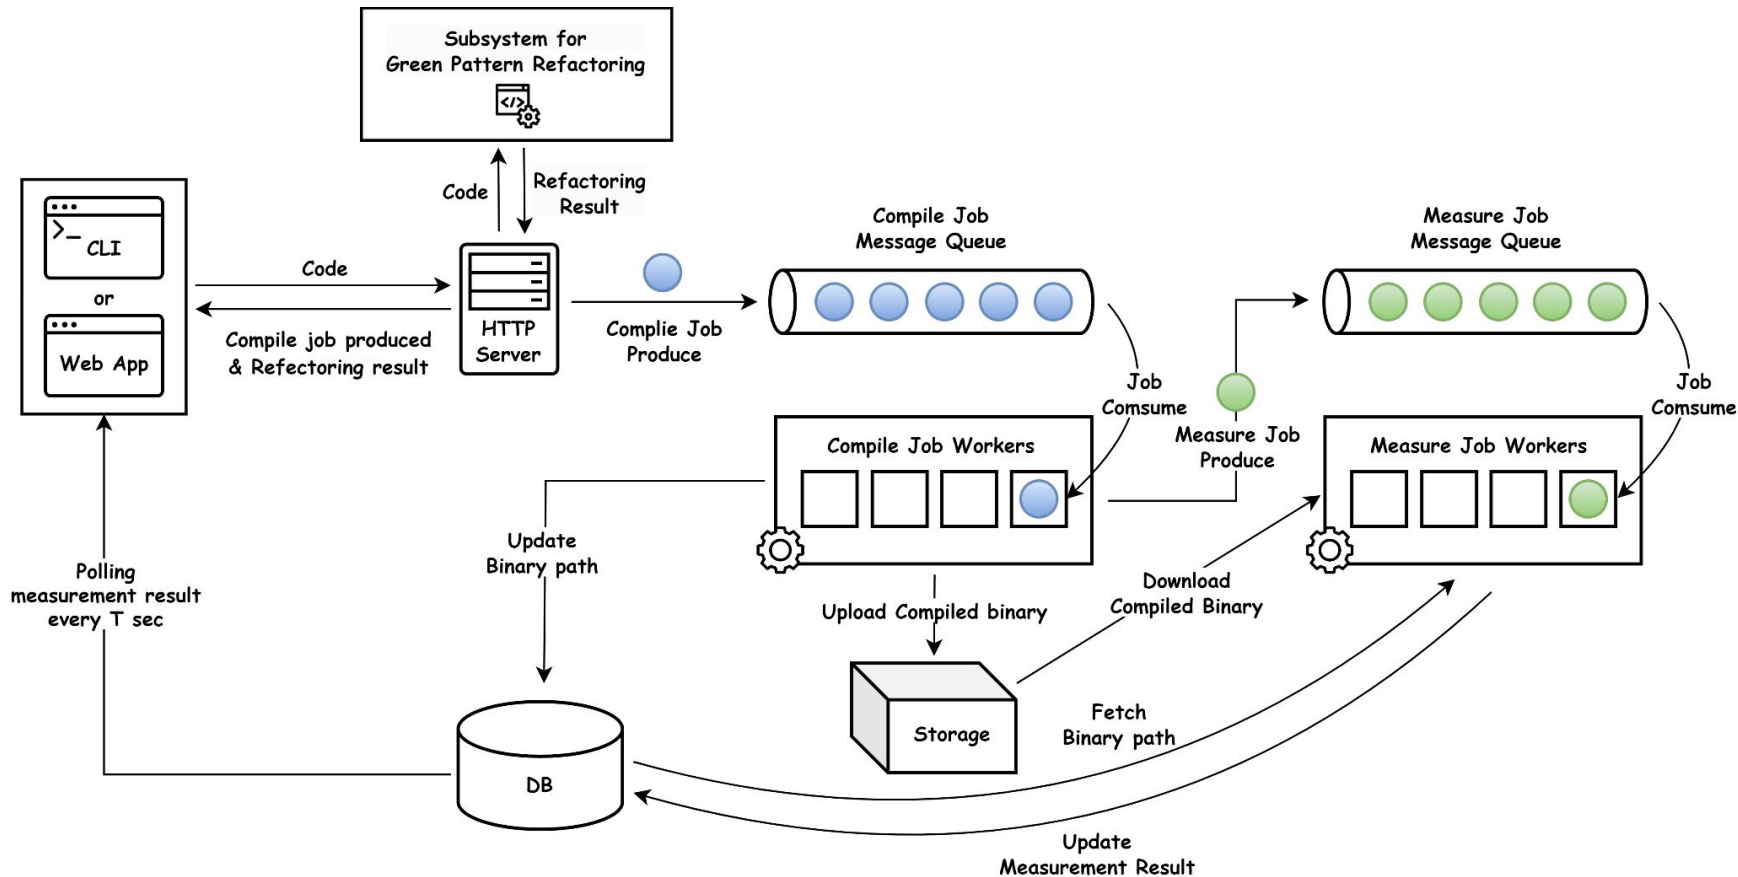 Subsystem for
Green Pattern Refactoring
</>
Code
Refactoring
Result
>_
CLI
or
Web App
Code
Compile job produced
& Refectoring result
HTTP
Server
Complie Job
Produce
Compile Job
Message Queue
Measure Job
Message Queue
Job
Comsume
Measure Job
Produce
Job
Comsume
Compile Job Workers
Measure Job Workers
Update
Binary path
Polling
measurement result
every T sec
Upload Compiled binary
Download
Compiled Binary
Storage
Fetch
Binary path
DB
Update
Measurement Result